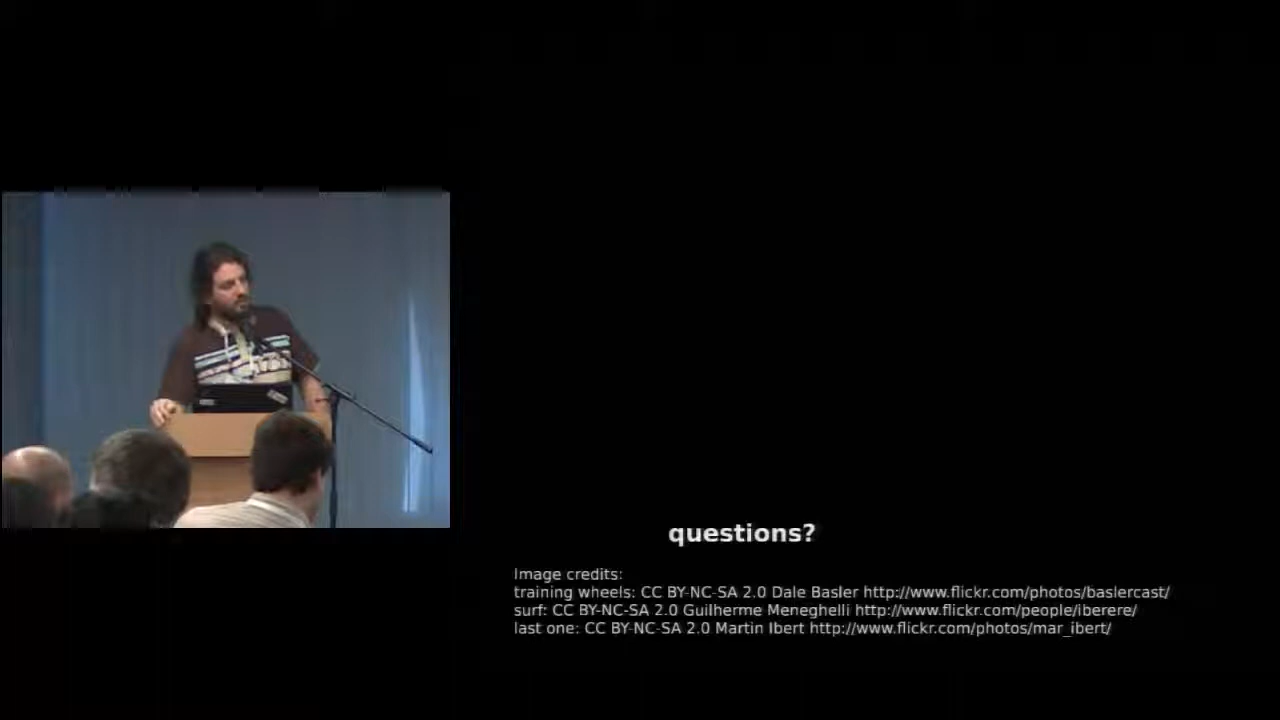 questions?
Image credits:
training wheels: CC BY-NC-SA 2.0 Dale Basler http://www.flickr.com/photos/baslercast/
surf: CC BY-NC-SA 2.0 Guilherme Meneghelli http://www.flickr.com/people/iberere/
last one: CC BY-NC-SA 2.0 Martin Ibert http://www.flickr.com/photos/mar_ibert/